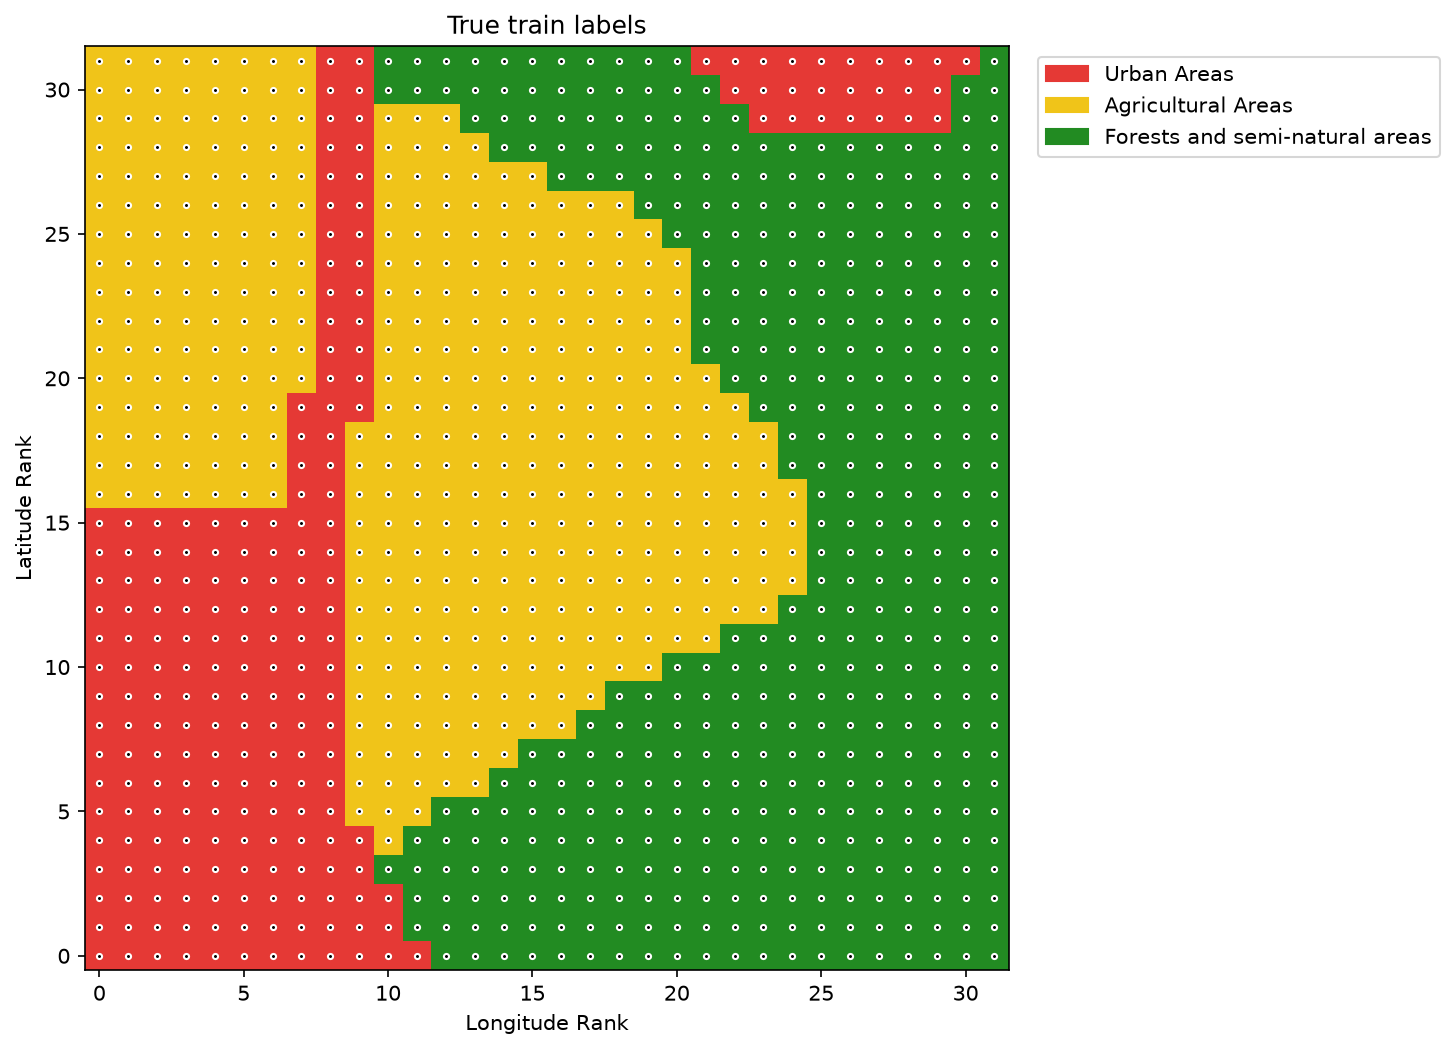 True train labels
Urban Areas
Agricultural Areas
Forests and semi-natural areas
Latitude Rank
30
25
20
15
10
5
0
0 5 10 15 20 25 30
Longitude Rank